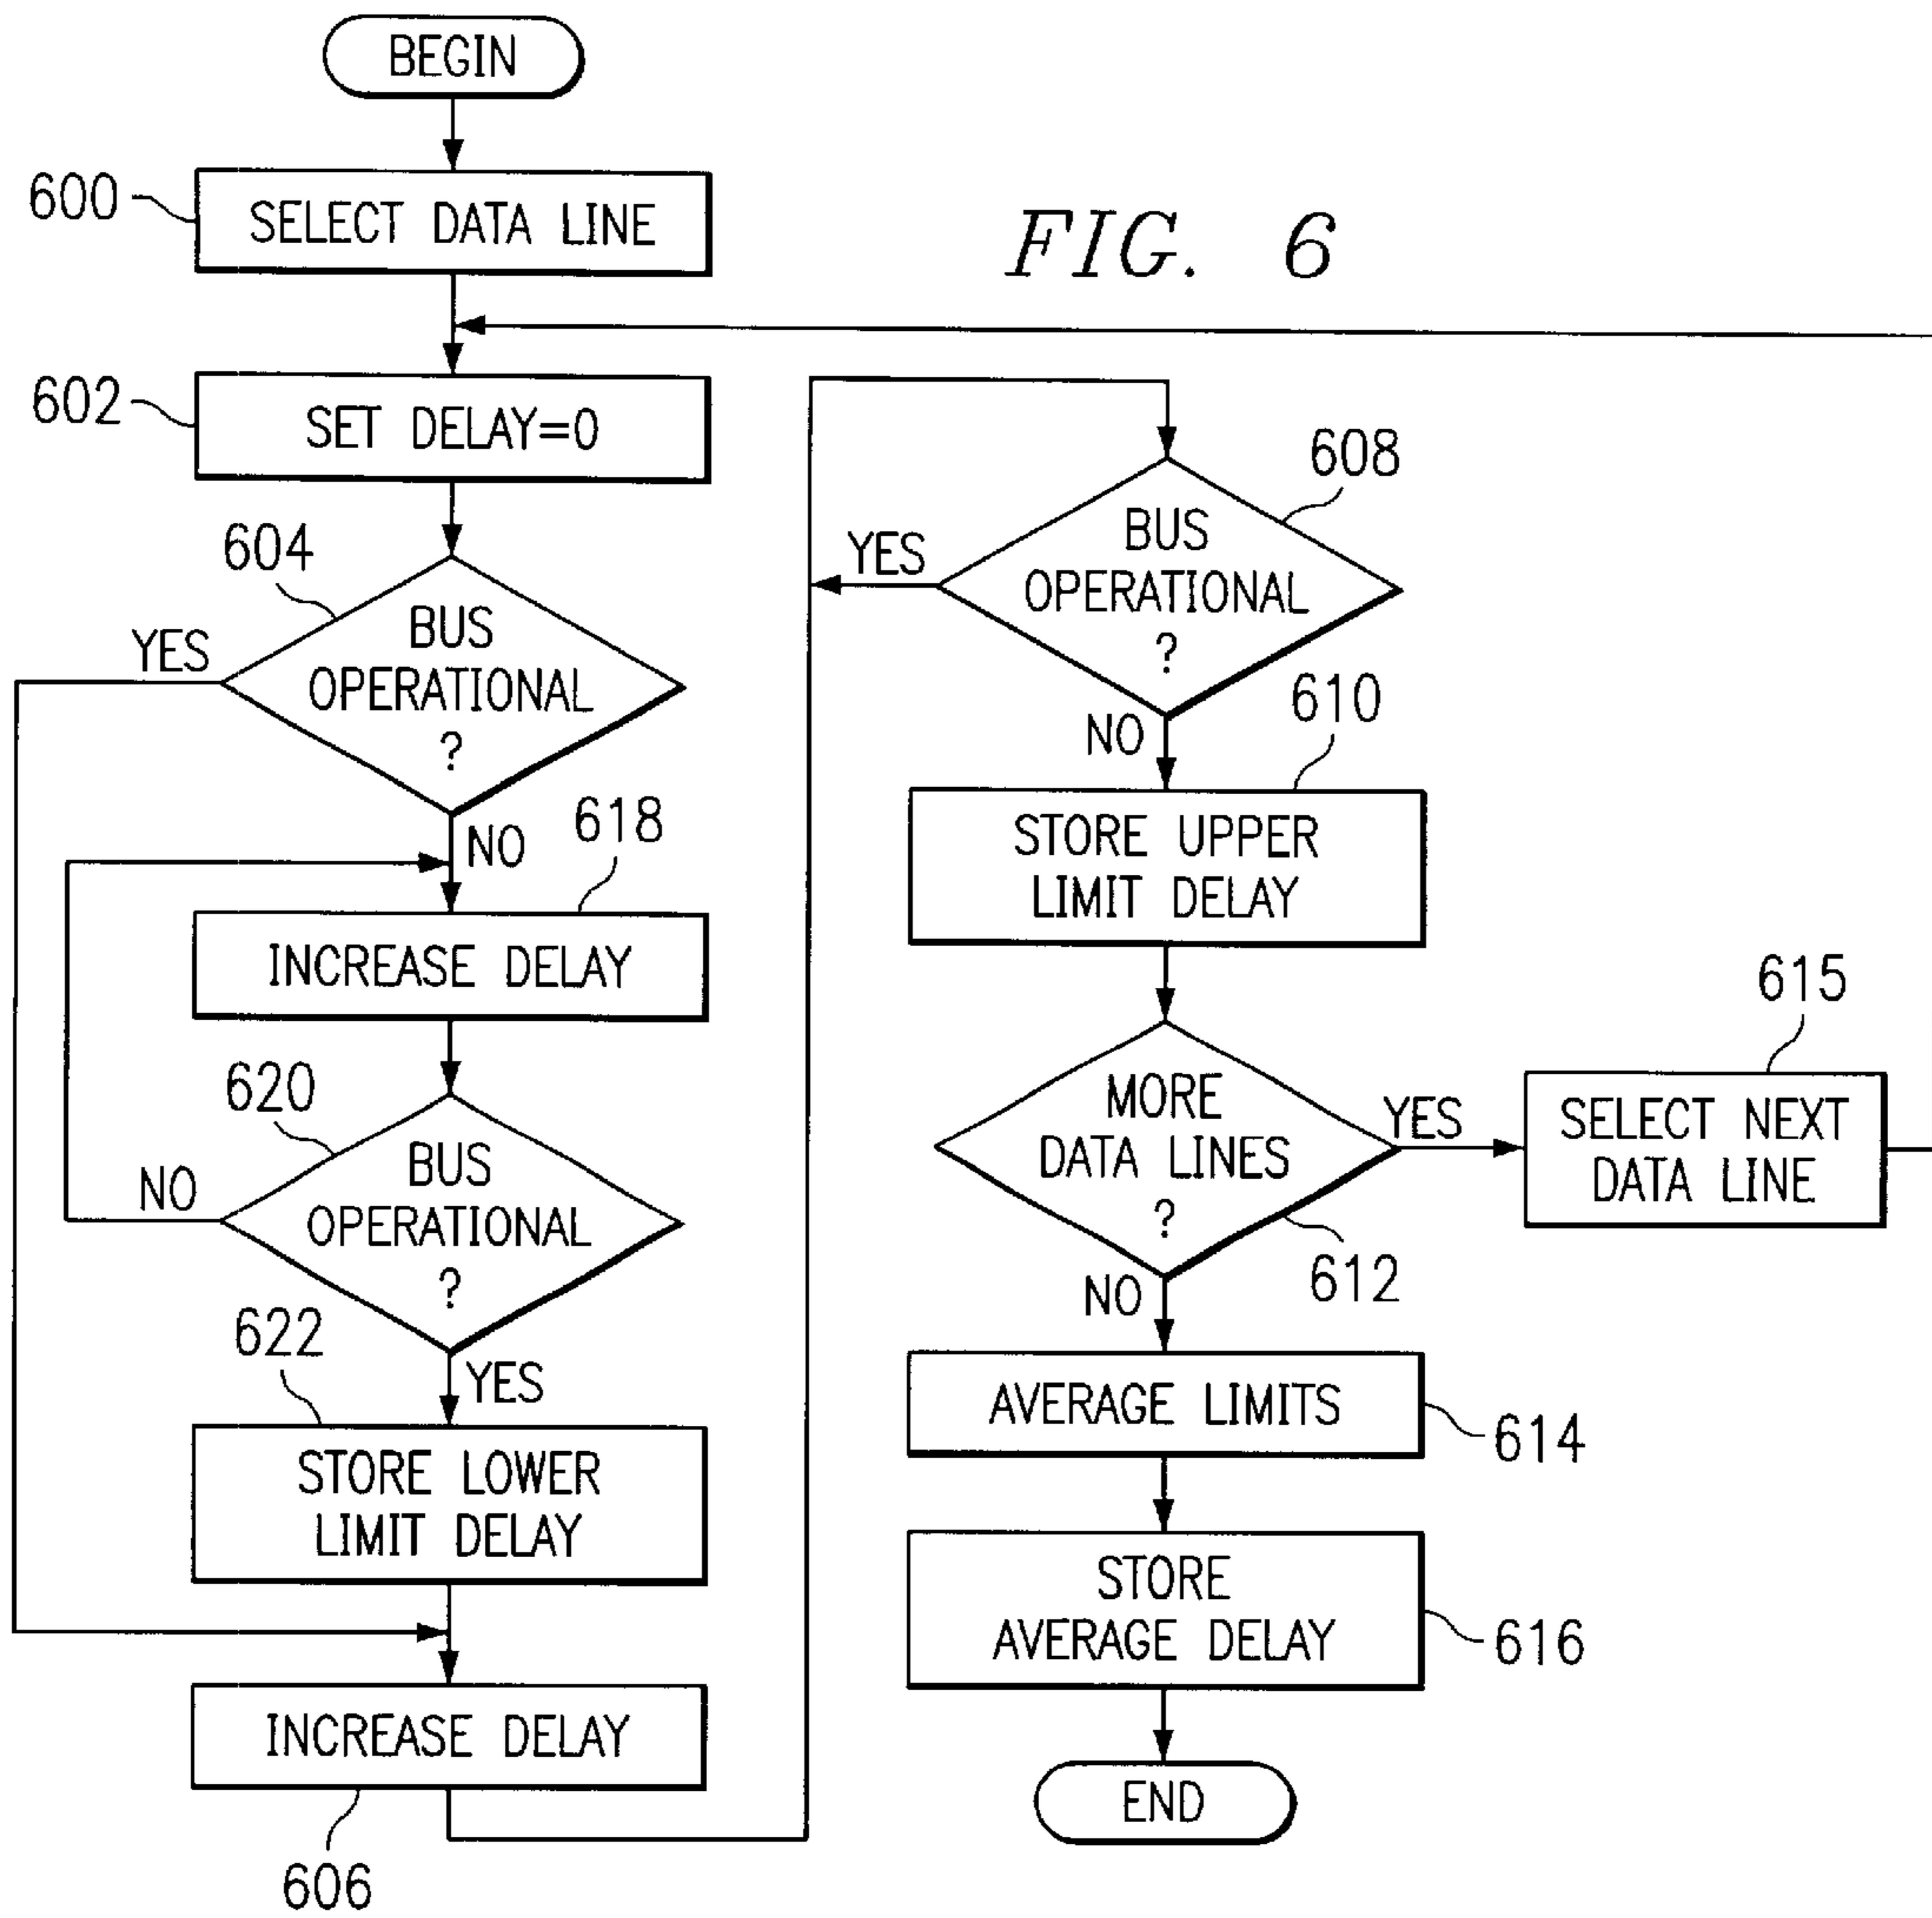 BEGIN
600
SELECT DATA LINE
FIG. 6
602
SET DELAY=0
604
YES
BUS
OPERATIONAL
?
NO
618
INCREASE DELAY
620
NO
BUS
OPERATIONAL
?
YES
622
STORE LOWER
LIMIT DELAY
INCREASE DELAY
606
608
YES
BUS
OPERATIONAL
?
NO
610
STORE UPPER
LIMIT DELAY
MORE
DATA LINES
?
YES
612
NO
615
SELECT NEXT
DATA LINE
AVERAGE LIMITS
614
STORE
AVERAGE DELAY
616
END